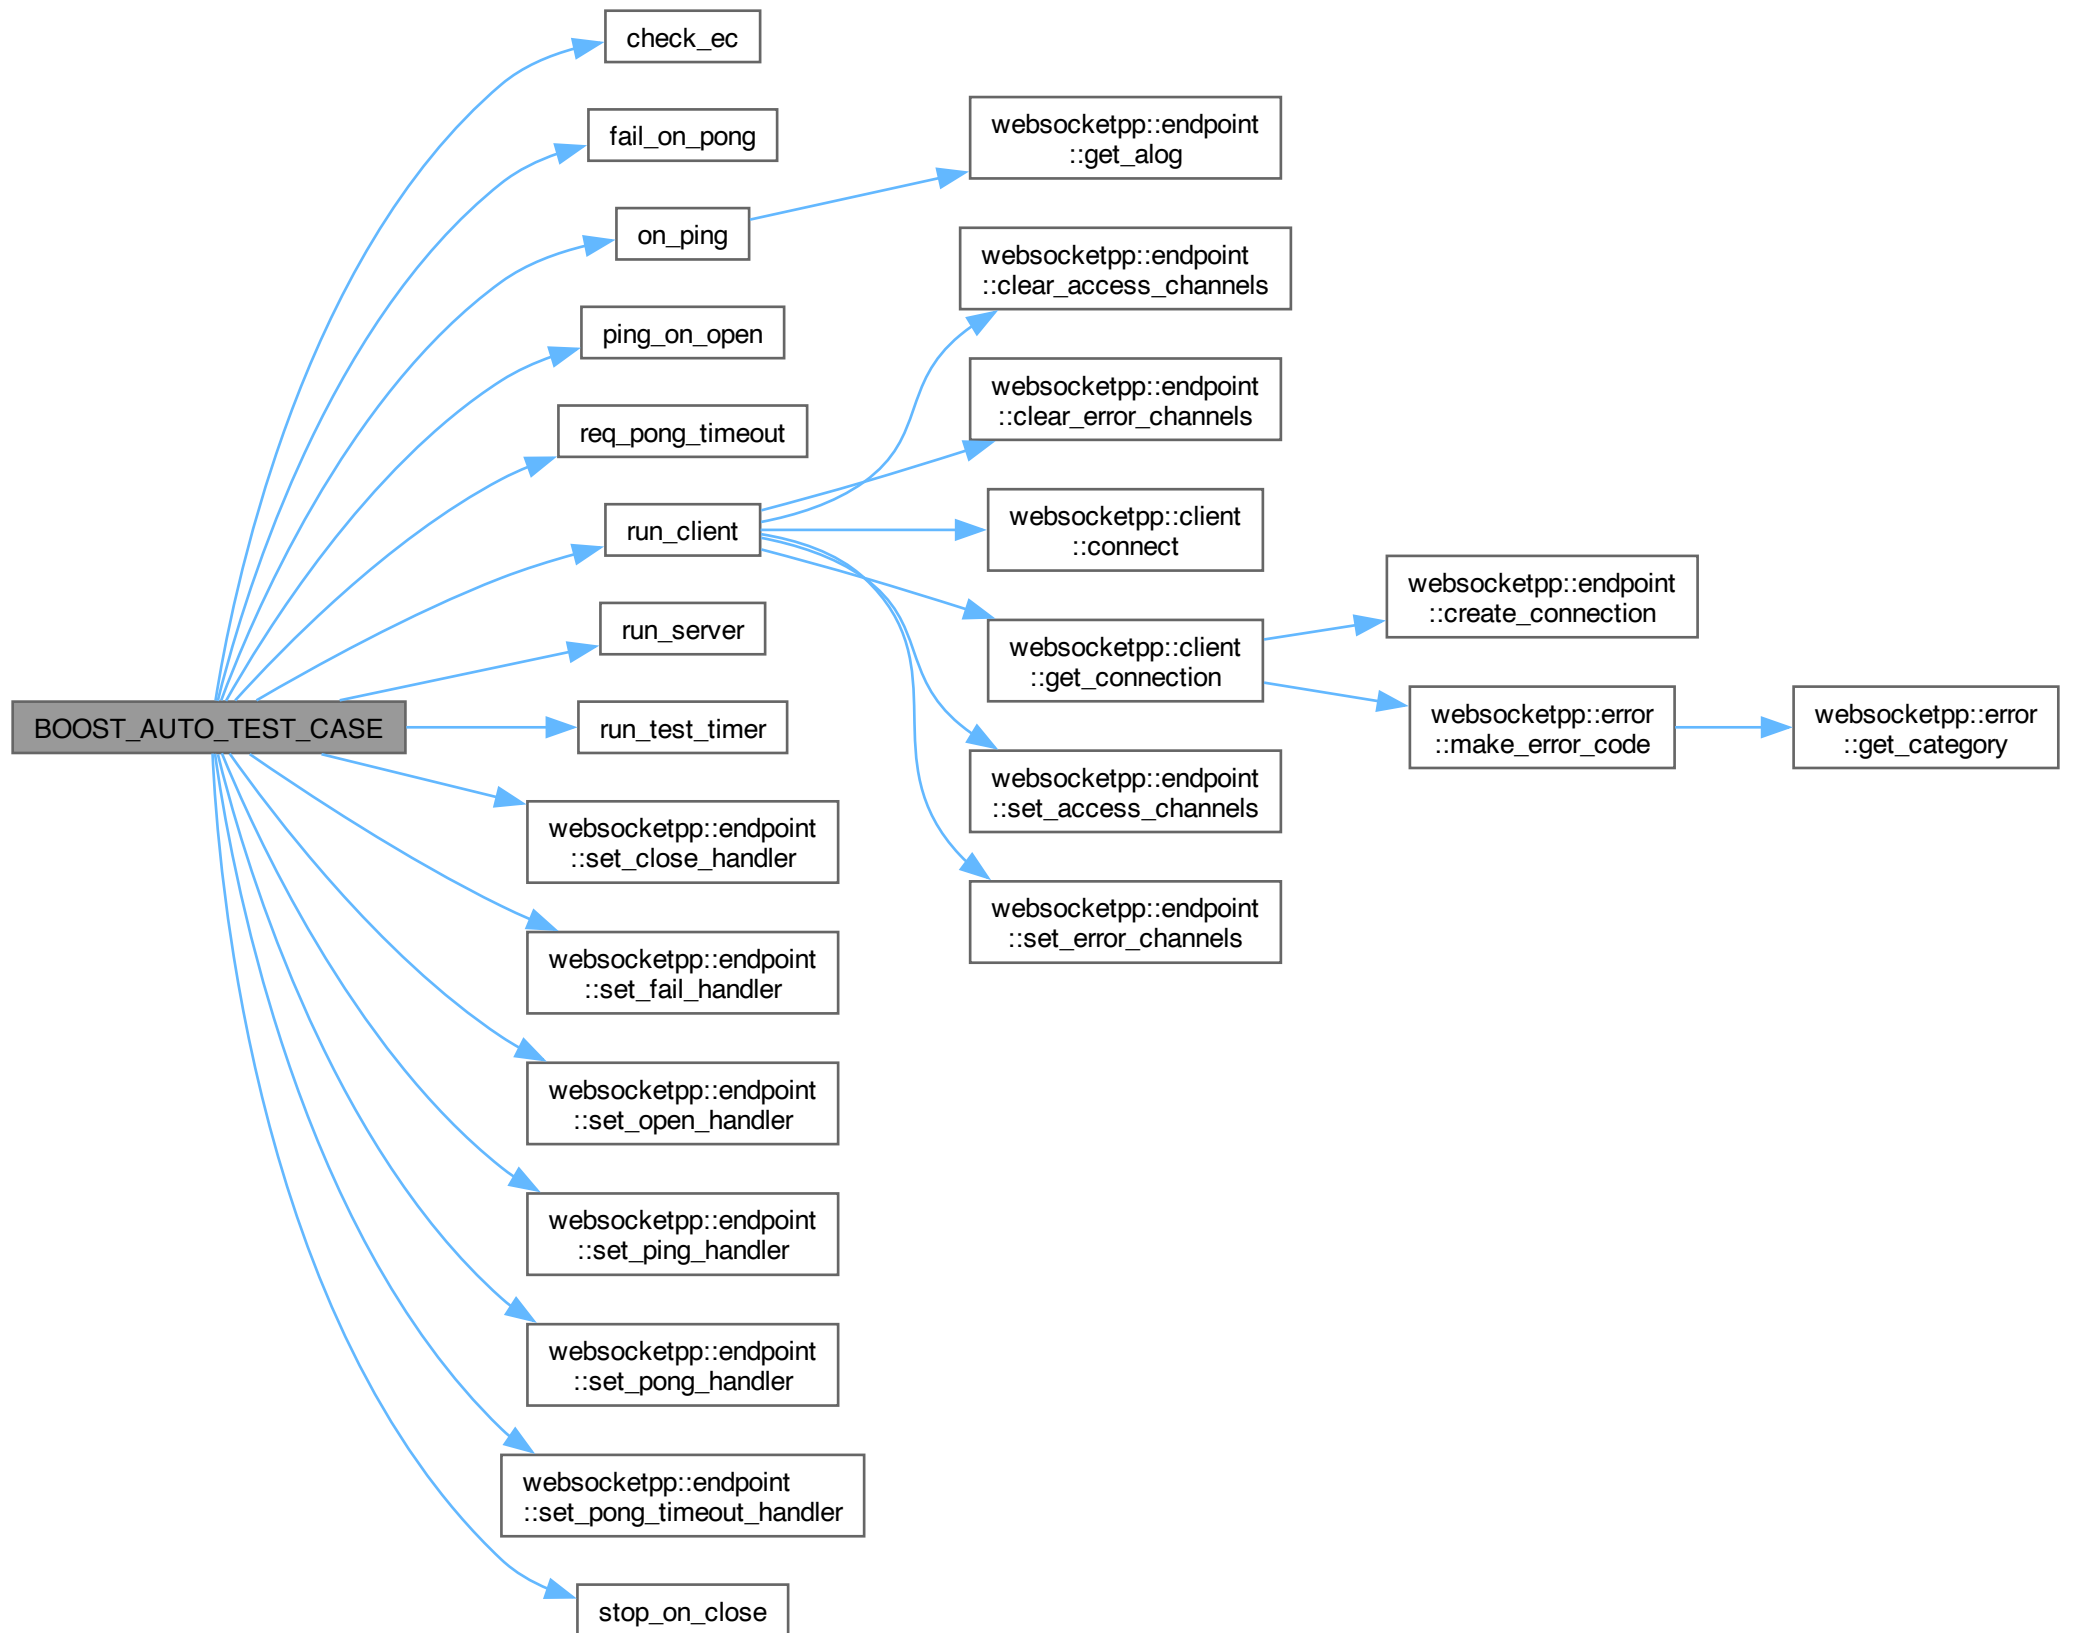 check_ec
fail_on_pong
on_ping
ping_on_open
req_pong_timeout
run_client
run_server
BOOST_AUTO_TEST_CASE
run_test_timer
websocketpp::endpoint
::set_close_handler
websocketpp::endpoint
::set_fail_handler
websocketpp::endpoint
::set_open_handler
websocketpp::endpoint
::set_ping_handler
websocketpp::endpoint
::set_pong_handler
websocketpp::endpoint
::set_pong_timeout_handler
stop_on_close
websocketpp::endpoint
::get_alog
websocketpp::endpoint
::clear_access_channels
websocketpp::endpoint
::clear_error_channels
websocketpp::client
::connect
websocketpp::client
::get_connection
websocketpp::endpoint
::set_access_channels
websocketpp::endpoint
::set_error_channels
websocketpp::endpoint
::create_connection
websocketpp::error
::make_error_code
websocketpp::error
::get_category